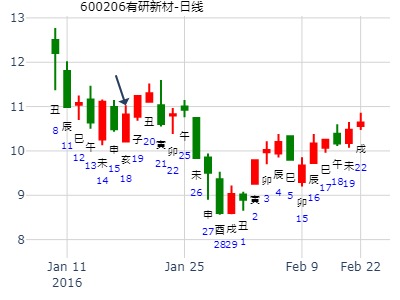 600206有研新材-日线
13
12
11
10
9
8
丑
8
辰
11
巳
12
午
13
未
14
申
15
亥
18
子
19
丑
20
寅
21
卯
22
午
25
未
26
申
27
酉
28
戌
29
丑
1
寅
2
卯
3
辰
4
巳
5
卯
15
辰
16
巳
17
午
18
未
19
戌
22
Jan 11
2016
Jan 25
Feb 9
Feb 22